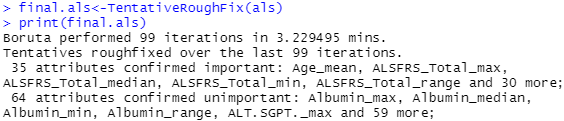 > final.als<-TentativeRoughFix(als)
> print(final.als)
Boruta performed 99 iterations in 3.229495 mins.
Tentatives roughfixed over the last 99 iterations.
 35 attributes confirmed important: Age_mean, ALSFRS_Total_max,
ALSFRS_Total_median, ALSFRS_Total_min, ALSFRS_Total_range and 30 more;
 64 attributes confirmed unimportant: Albumin_max, Albumin_median,
Albumin_min, Albumin_range, ALT.SGPT._max and 59 more;